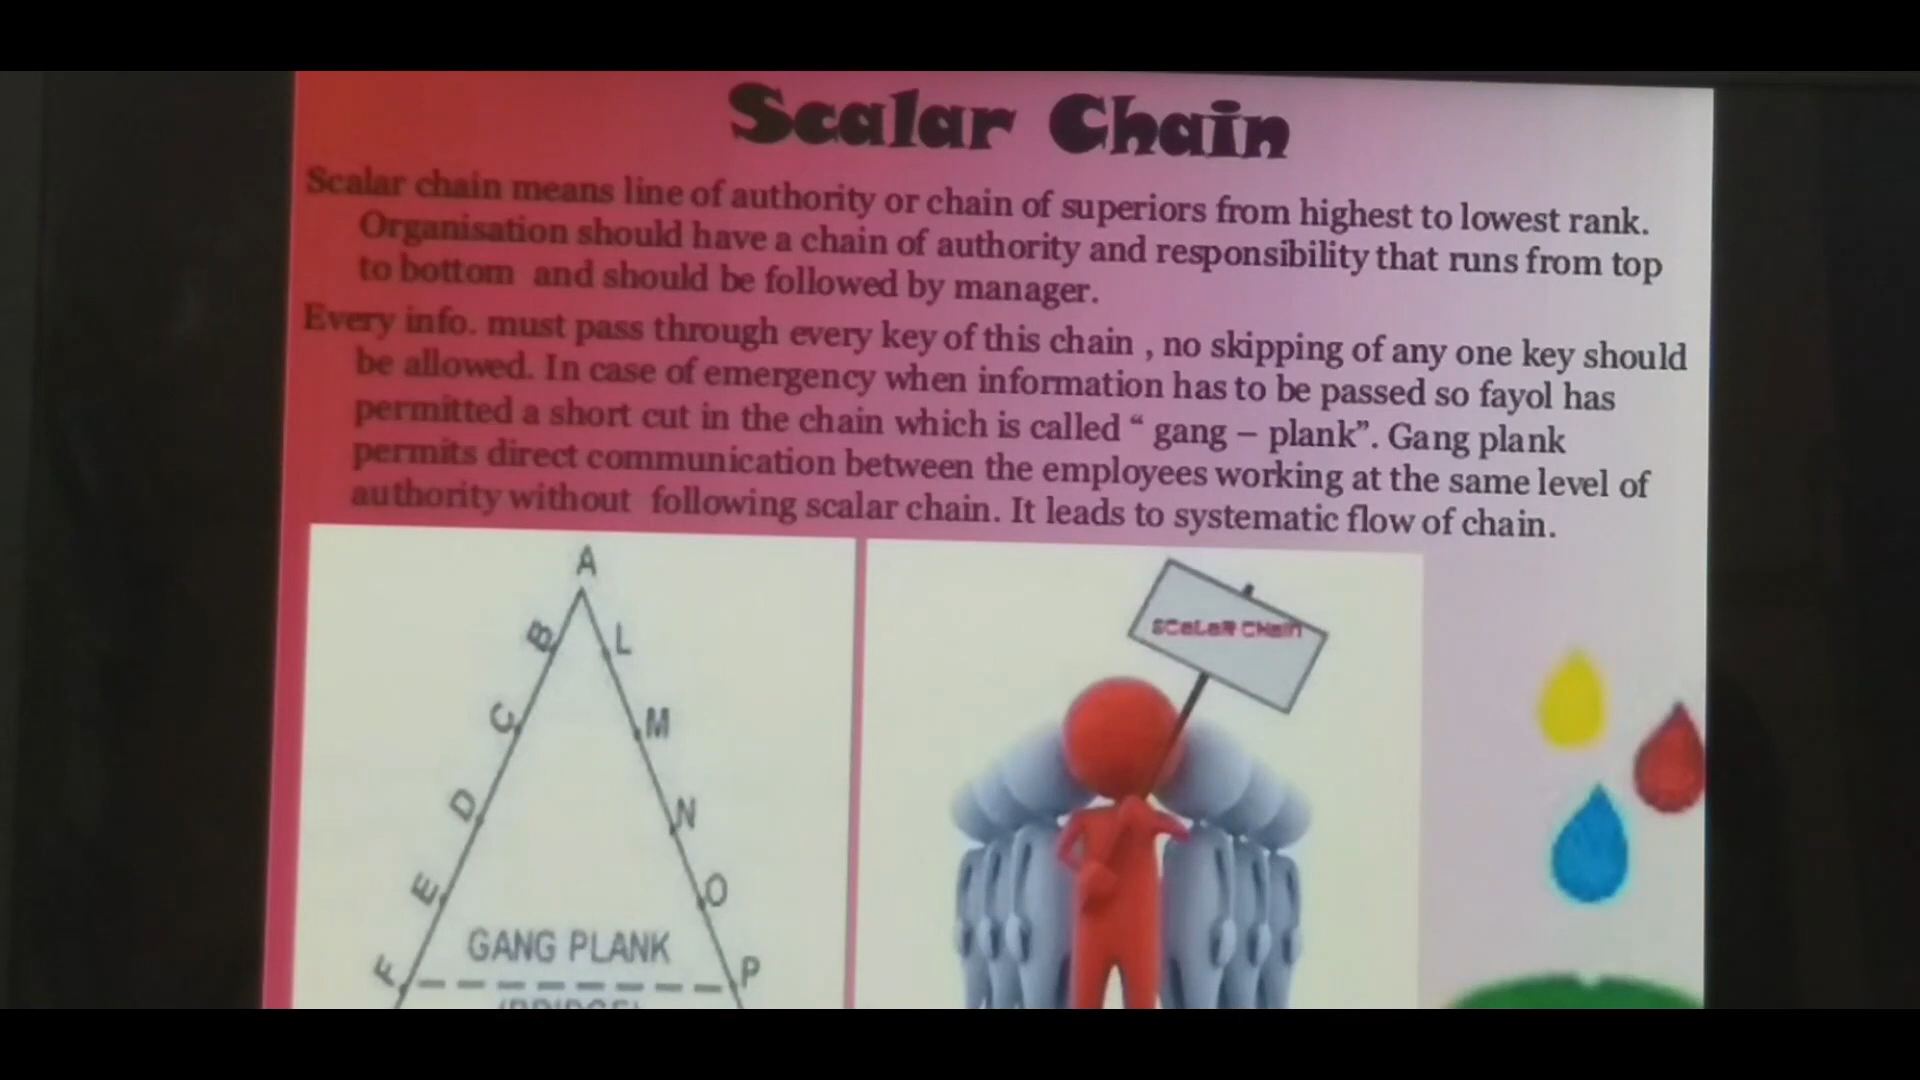 Scalar Chain
Scalar chain means line of authority or chain of superiors from highest to lowest rank.
Organisation should have a chain of authority and responsibility that runs from top
to bottom and should be followed by manager.
Every info. must pass through every key of this chain , no skipping of any one key should
be allowed. In case of emergency when information has to be passed so fayol has
permitted a short cut in the chain which is called “ gang – plank”. Gang plank
permits direct communication between the employees working at the same level of
authority without following scalar chain. It leads to systematic flow of chain.
A
B L
C M
D N
E O
GANG PLANK
F P
SCALAR CHAIN